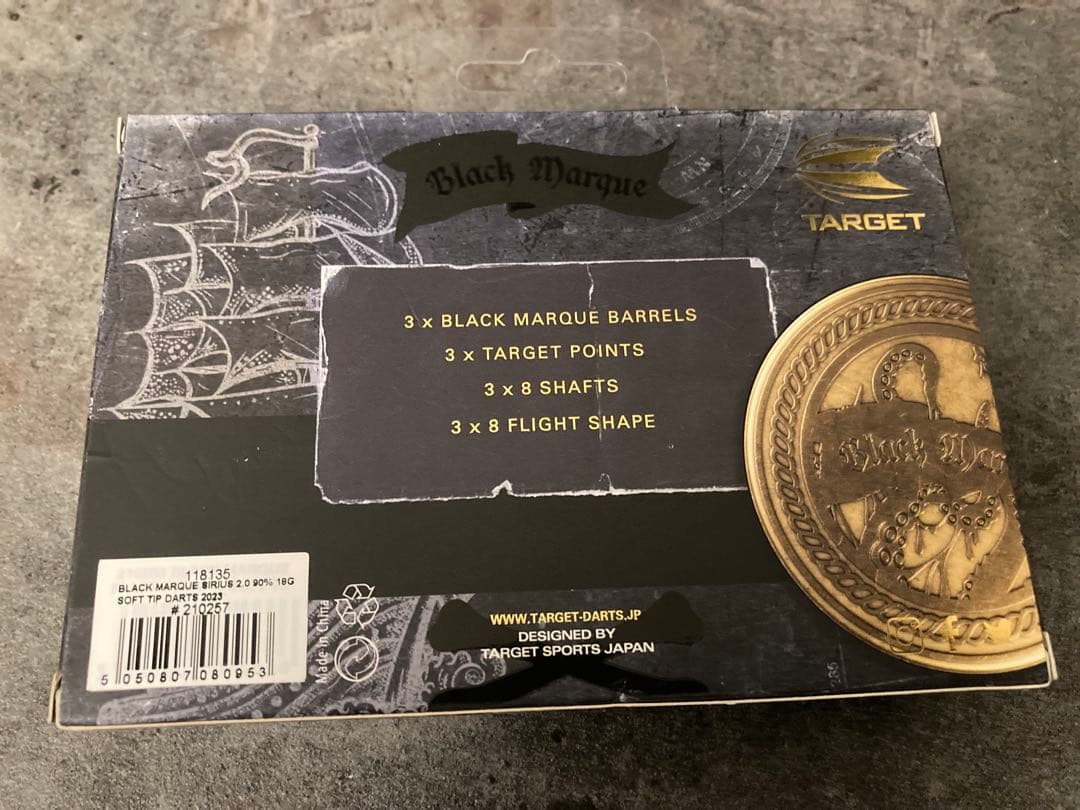 Black Marque
TARGET
3 x BLACK MARQUE BARRELS
3 x TARGET POINTS
3 x 8 SHAFTS
3 x 8 FLIGHT SHAPE
Black Mar
118135
BLACK MARQUE SIRIUS 2.0 90% 18G
SOFT TIP DARTS 2023
# 210257
5 050807 080953
Made in China
WWW.TARGET-DARTS.JP
DESIGNED BY
TARGET SPORTS JAPAN